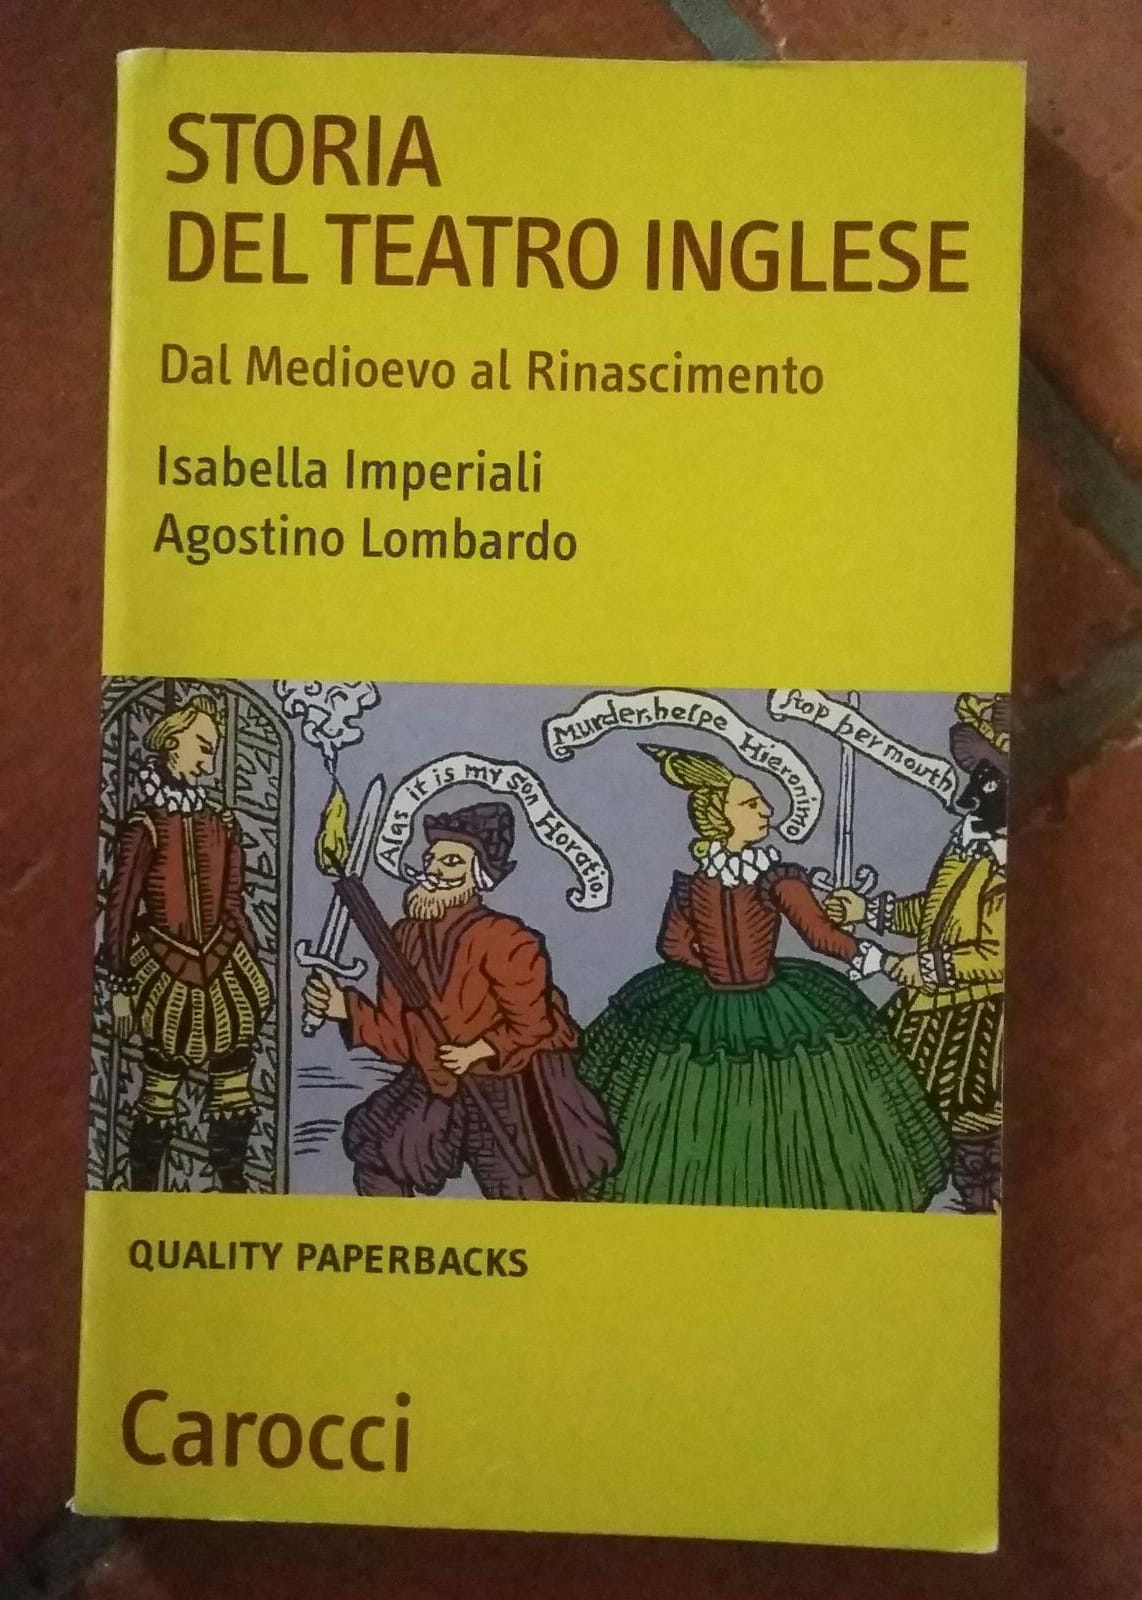 STORIA
DEL TEATRO INGLESE
Dal Medioevo al Rinascimento
Isabella Imperiali
Agostino Lombardo
Alas it is my son Horatio.
Murder, helpe Hieronimo
Stop her mouth
QUALITY PAPERBACKS
Carocci